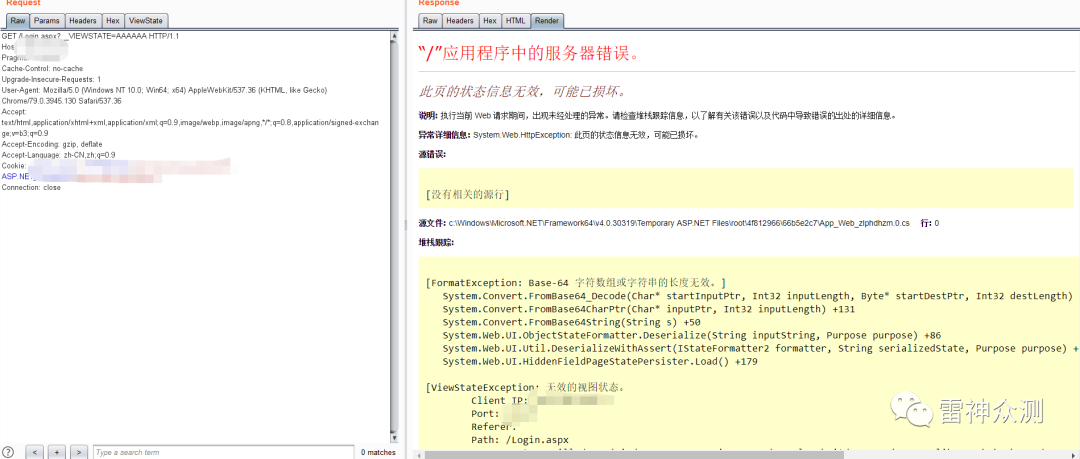 Request
Raw Params Headers Hex ViewState
GET /Login.aspx?__VIEWSTATE=AAAAAA HTTP/1.1
Cache-Control: no-cache
Upgrade-Insecure-Requests: 1
User-Agent: Mozilla/5.0 (Windows NT 10.0; Win64; x64) AppleWebKit/537.36 (KHTML, like Gecko)
Chrome/79.0.3945.130 Safari/537.36
Accept:
text/html,application/xhtml+xml,application/xml;q=0.9,image/webp,image/apng,*/*;q=0.8,application/signed-exchan
ge;v=b3;q=0.9
Accept-Encoding: gzip, deflate
Accept-Language: zh-CN,zh;q=0.9
Cookie:
ASP.NET
Connection: close
? < + > Type a search term 0 matches
Response
Raw Headers Hex HTML Render
“/”应用程序中的服务器错误。
此页的状态信息无效，可能已损坏。
说明: 执行当前 Web 请求期间，出现未经处理的异常。请检查堆栈跟踪信息，以了解有关该错误以及代码中导致错误的出处的详细信息。
异常详细信息: System.Web.HttpException: 此页的状态信息无效，可能已损坏。
源错误:
[没有相关的源行]
源文件: c:\Windows\Microsoft.NET\Framework64\v4.0.30319\Temporary ASP.NET Files\root\4f812966\66b5e2c7\App_Web_zlphdhzm.0.cs 行: 0
堆栈跟踪:
[FormatException: Base-64 字符数组或字符串的长度无效。]
System.Convert.FromBase64_Decode(Char* startInputPtr, Int32 inputLength, Byte* startDestPtr, Int32 destLength)
System.Convert.FromBase64CharPtr(Char* inputPtr, Int32 inputLength) +131
System.Convert.FromBase64String(String s) +50
System.Web.UI.ObjectStateFormatter.Deserialize(String inputString, Purpose purpose) +86
System.Web.UI.Util.DeserializeWithAssert(IStateFormatter2 formatter, String serializedState, Purpose purpose) +
System.Web.UI.HiddenFieldPageStatePersister.Load() +179
[ViewStateException: 无效的视图状态。
Client IP:
Port:
Referer:
Path: /Login.aspx
雷神众测